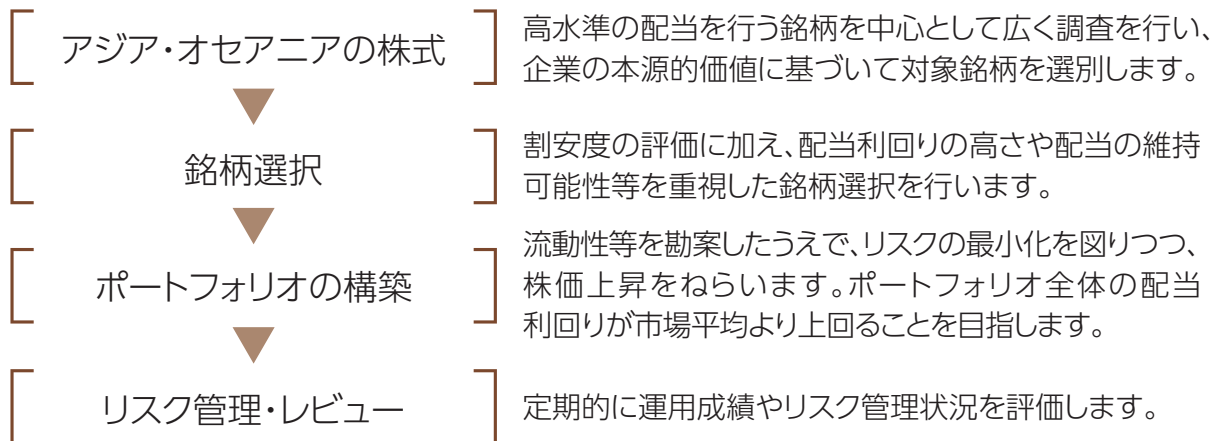 アジア・オセアニアの株式
高水準の配当を行う銘柄を中心として広く調査を行い、
企業の本源的価値に基づいて対象銘柄を選別します。
銘柄選択
割安度の評価に加え、配当利回りの高さや配当の維持
可能性等を重視した銘柄選択を行います。
ポートフォリオの構築
流動性等を勘案したうえで、リスクの最小化を図りつつ、
株価上昇をねらいます。ポートフォリオ全体の配当
利回りが市場平均より上回ることを目指します。
リスク管理・レビュー
定期的に運用成績やリスク管理状況を評価します。